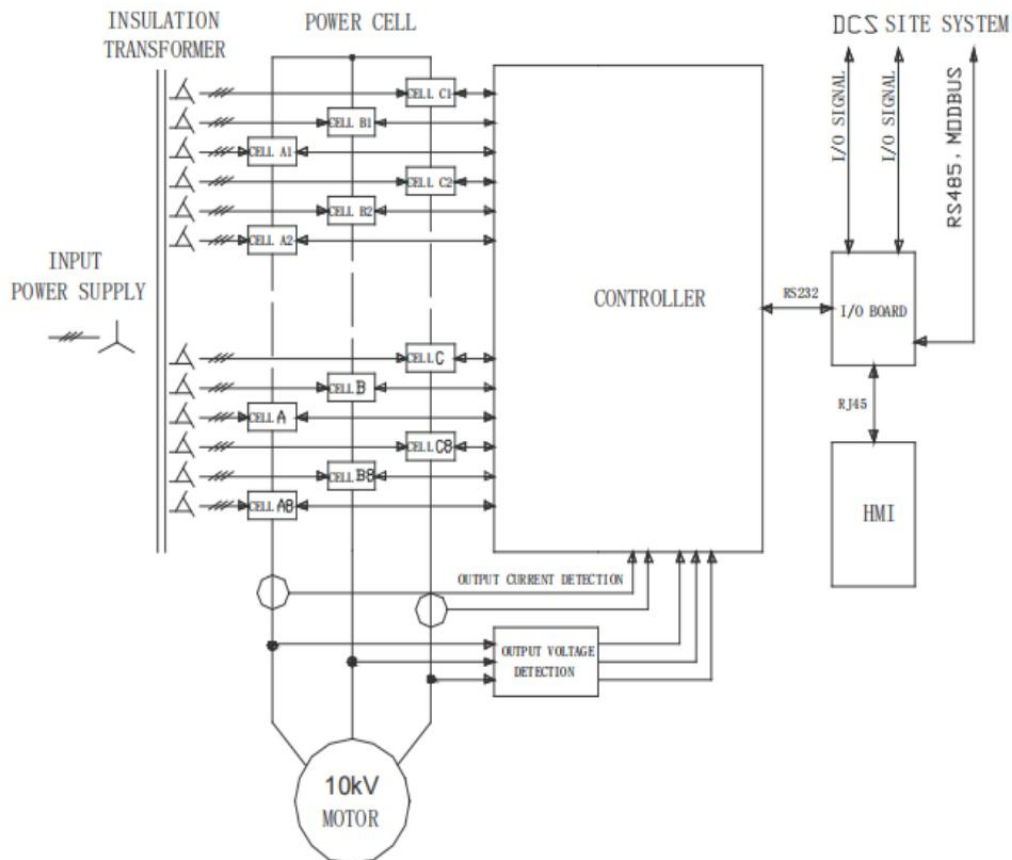 INSULATION
TRANSFORMER
POWER CELL
DCS SITE SYSTEM
I/O SIGNAL
I/O SIGNAL
RS485, MODBUS
CELL C1
CELL B1
CELL A1
CELL C2
CELL B2
CELL A2
INPUT
POWER SUPPLY
CONTROLLER
RS232
I/O BOARD
CELL C
CELL B
CELL A
RJ45
CELL C8
CELL B8
CELL A8
HMI
OUTPUT CURRENT DETECTION
OUTPUT VOLTAGE
DETECTION
10kV
MOTOR